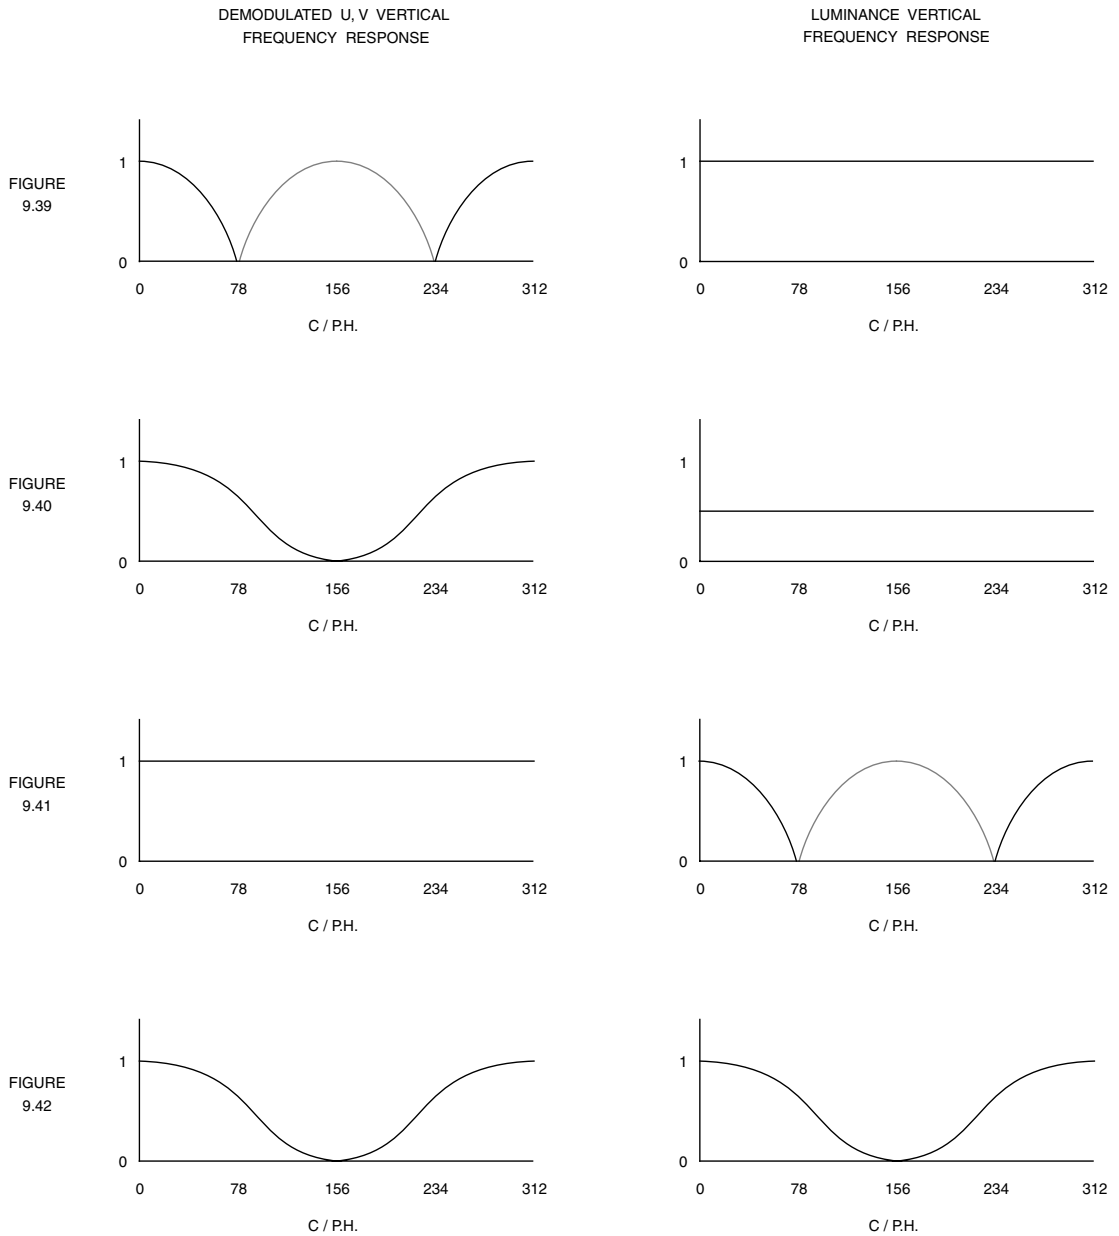 DEMODULATED U, V VERTICAL
FREQUENCY RESPONSE
LUMINANCE VERTICAL
FREQUENCY RESPONSE
FIGURE
9.39
1
0
0 78 156 234 312
C / P.H.
1
0
0 78 156 234 312
C / P.H.
FIGURE
9.40
1
0
0 78 156 234 312
C / P.H.
1
0
0 78 156 234 312
C / P.H.
FIGURE
9.41
1
0
0 78 156 234 312
C / P.H.
1
0
0 78 156 234 312
C / P.H.
FIGURE
9.42
1
0
0 78 156 234 312
C / P.H.
1
0
0 78 156 234 312
C / P.H.